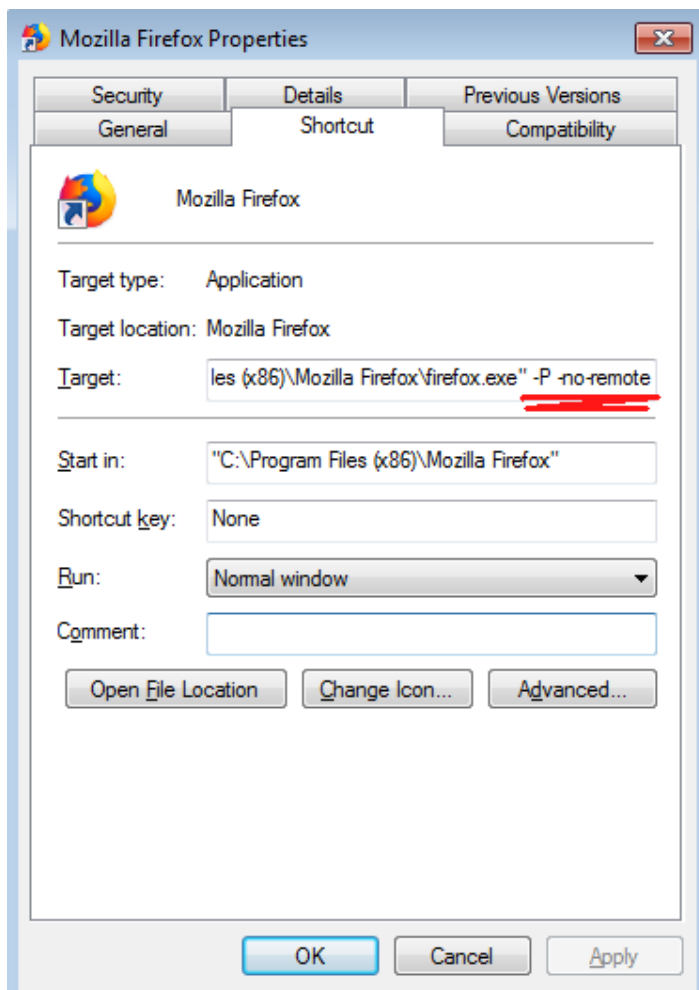 Mozilla Firefox Properties
Security Details Previous Versions
General Shortcut Compatibility
Mozilla Firefox
Target type: Application
Target location: Mozilla Firefox
Target: les (x86)\Mozilla Firefox\firefox.exe" -P -no-remote
Start in: "C:\Program Files (x86)\Mozilla Firefox"
Shortcut key: None
Run: Normal window
Comment:
Open File Location Change Icon... Advanced...
OK Cancel Apply